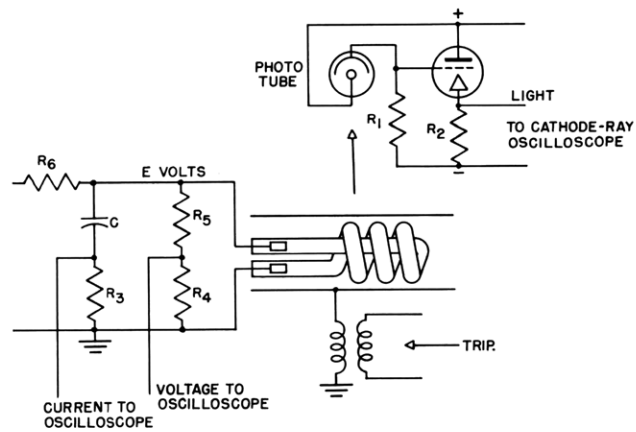 +
PHOTO
TUBE
R1
R2
LIGHT
TO CATHODE-RAY
OSCILLOSCOPE
–
R6
E VOLTS
C
R5
R3
R4
TRIP.
CURRENT TO
OSCILLOSCOPE
VOLTAGE TO
OSCILLOSCOPE